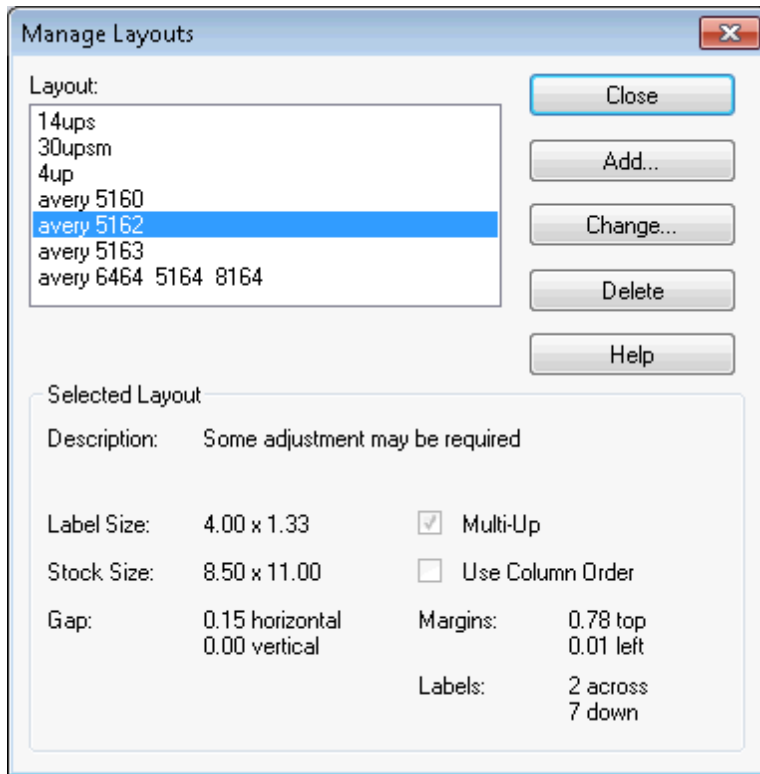 Manage Layouts
Layout:
14ups
30upsm
4up
avery 5160
avery 5162
avery 5163
avery 6464  5164  8164
Close
Add...
Change...
Delete
Help
Selected Layout
Description: Some adjustment may be required
Label Size: 4.00 x 1.33 Multi-Up
Stock Size: 8.50 x 11.00 Use Column Order
Gap: 0.15 horizontal Margins: 0.78 top
0.00 vertical 0.01 left
Labels: 2 across
7 down